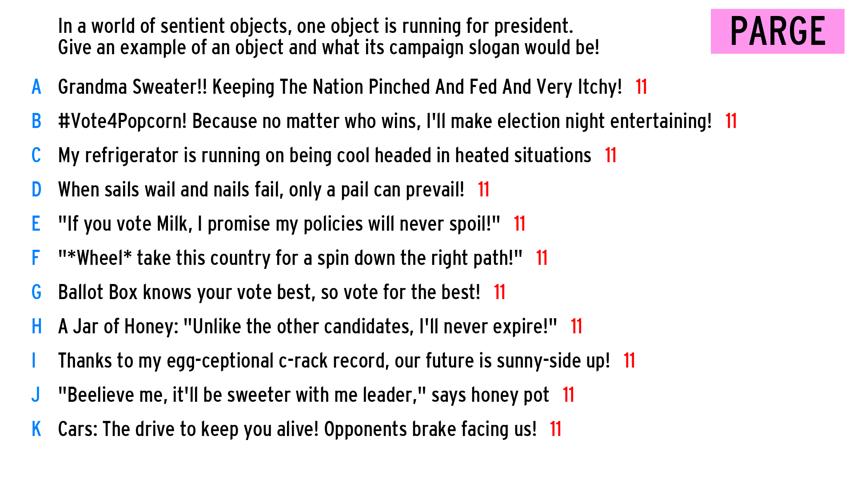 In a world of sentient objects, one object is running for president.
Give an example of an object and what its campaign slogan would be!
PARGE
A Grandma Sweater!! Keeping The Nation Pinched And Fed And Very Itchy! 11
B #Vote4Popcorn! Because no matter who wins, I'll make election night entertaining! 11
C My refrigerator is running on being cool headed in heated situations 11
D When sails wail and nails fail, only a pail can prevail! 11
E "If you vote Milk, I promise my policies will never spoil!" 11
F "*Wheel* take this country for a spin down the right path!" 11
G Ballot Box knows your vote best, so vote for the best! 11
H A Jar of Honey: "Unlike the other candidates, I'll never expire!" 11
I Thanks to my egg-ceptional c-rack record, our future is sunny-side up! 11
J "Beelieve me, it'll be sweeter with me leader," says honey pot 11
K Cars: The drive to keep you alive! Opponents brake facing us! 11